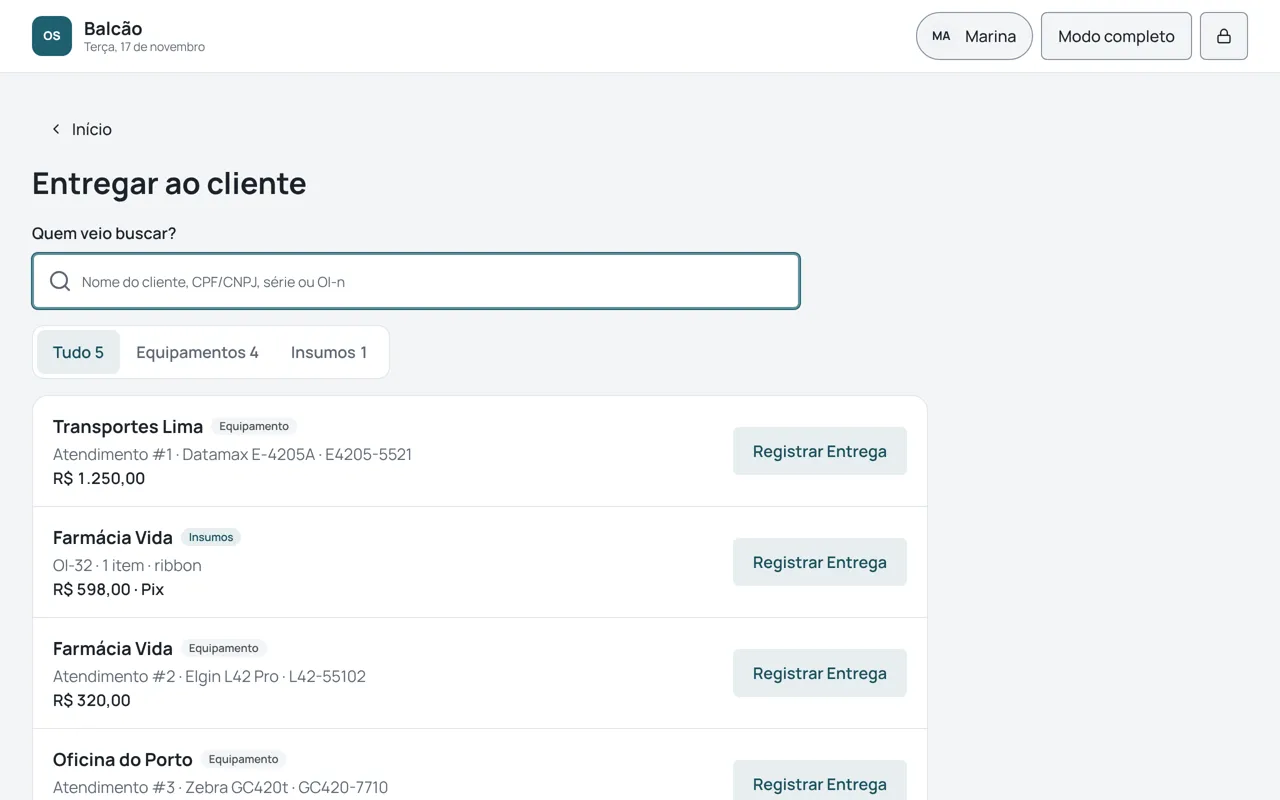 OS
Balcão
Terça, 17 de novembro
MA
Marina
Modo completo
Início
Entregar ao cliente
Quem veio buscar?
Nome do cliente, CPF/CNPJ, série ou OI-n
Tudo 5
Equipamentos 4
Insumos 1
Transportes Lima
Equipamento
Atendimento #1 · Datamax E-4205A · E4205-5521
R$ 1.250,00
Registrar Entrega
Farmácia Vida
Insumos
OI-32 · 1 item · ribbon
R$ 598,00 · Pix
Registrar Entrega
Farmácia Vida
Equipamento
Atendimento #2 · Elgin L42 Pro · L42-55102
R$ 320,00
Registrar Entrega
Oficina do Porto
Equipamento
Atendimento #3 · Zebra GC420t · GC420-7710
Registrar Entrega